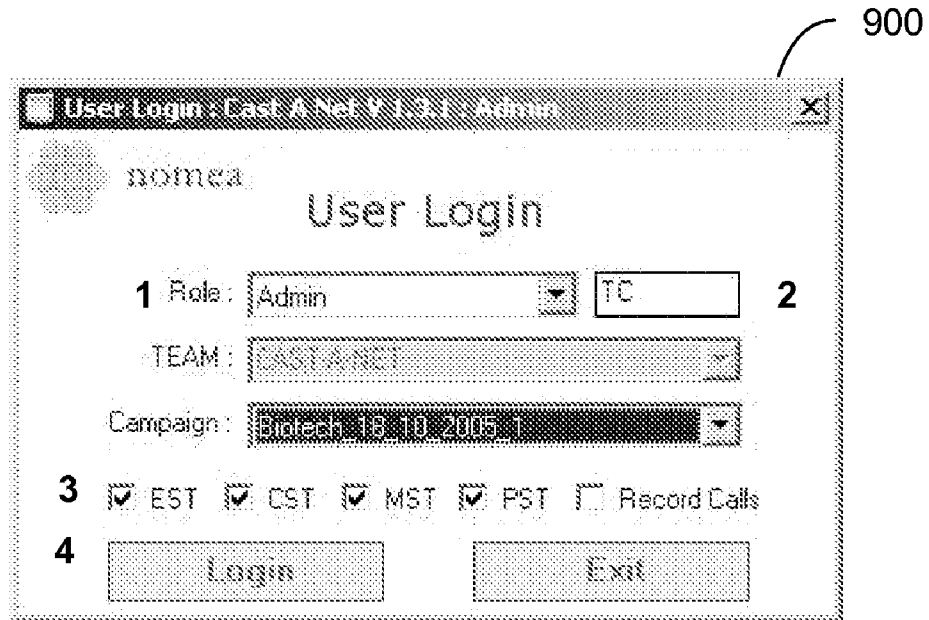 900
User Login : Cast A Net V 1.3.1 : Admin
nomea
User Login
1 Role : Admin TC 2
TEAM : CAST-A-NET
Campaign : Biotech_18_10_2005_1
3 EST CST MST PST Record Calls
4 Login Exit